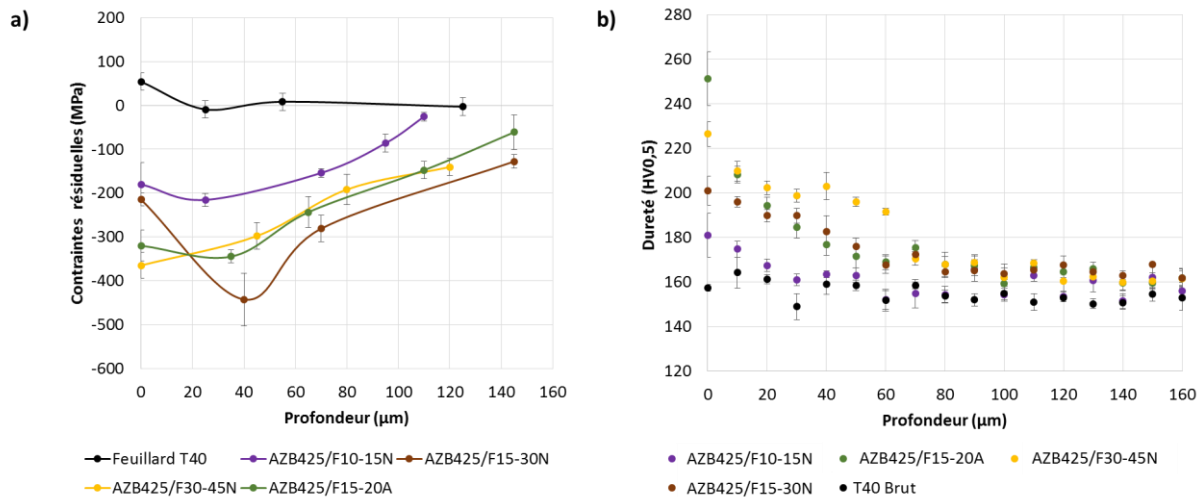 a)
200
100
0
-100
-200
-300
-400
-500
-600
Contraintes résiduelles (MPa)
0 20 40 60 80 100 120 140 160
Profondeur (µm)
Feuillard T40 AZB425/F10-15N AZB425/F15-30N
AZB425/F30-45N AZB425/F15-20A
b)
280
260
240
220
200
180
160
140
120
Dureté (HV0,5)
0 20 40 60 80 100 120 140 160
Profondeur (µm)
AZB425/F10-15N AZB425/F15-20A AZB425/F30-45N
AZB425/F15-30N T40 Brut